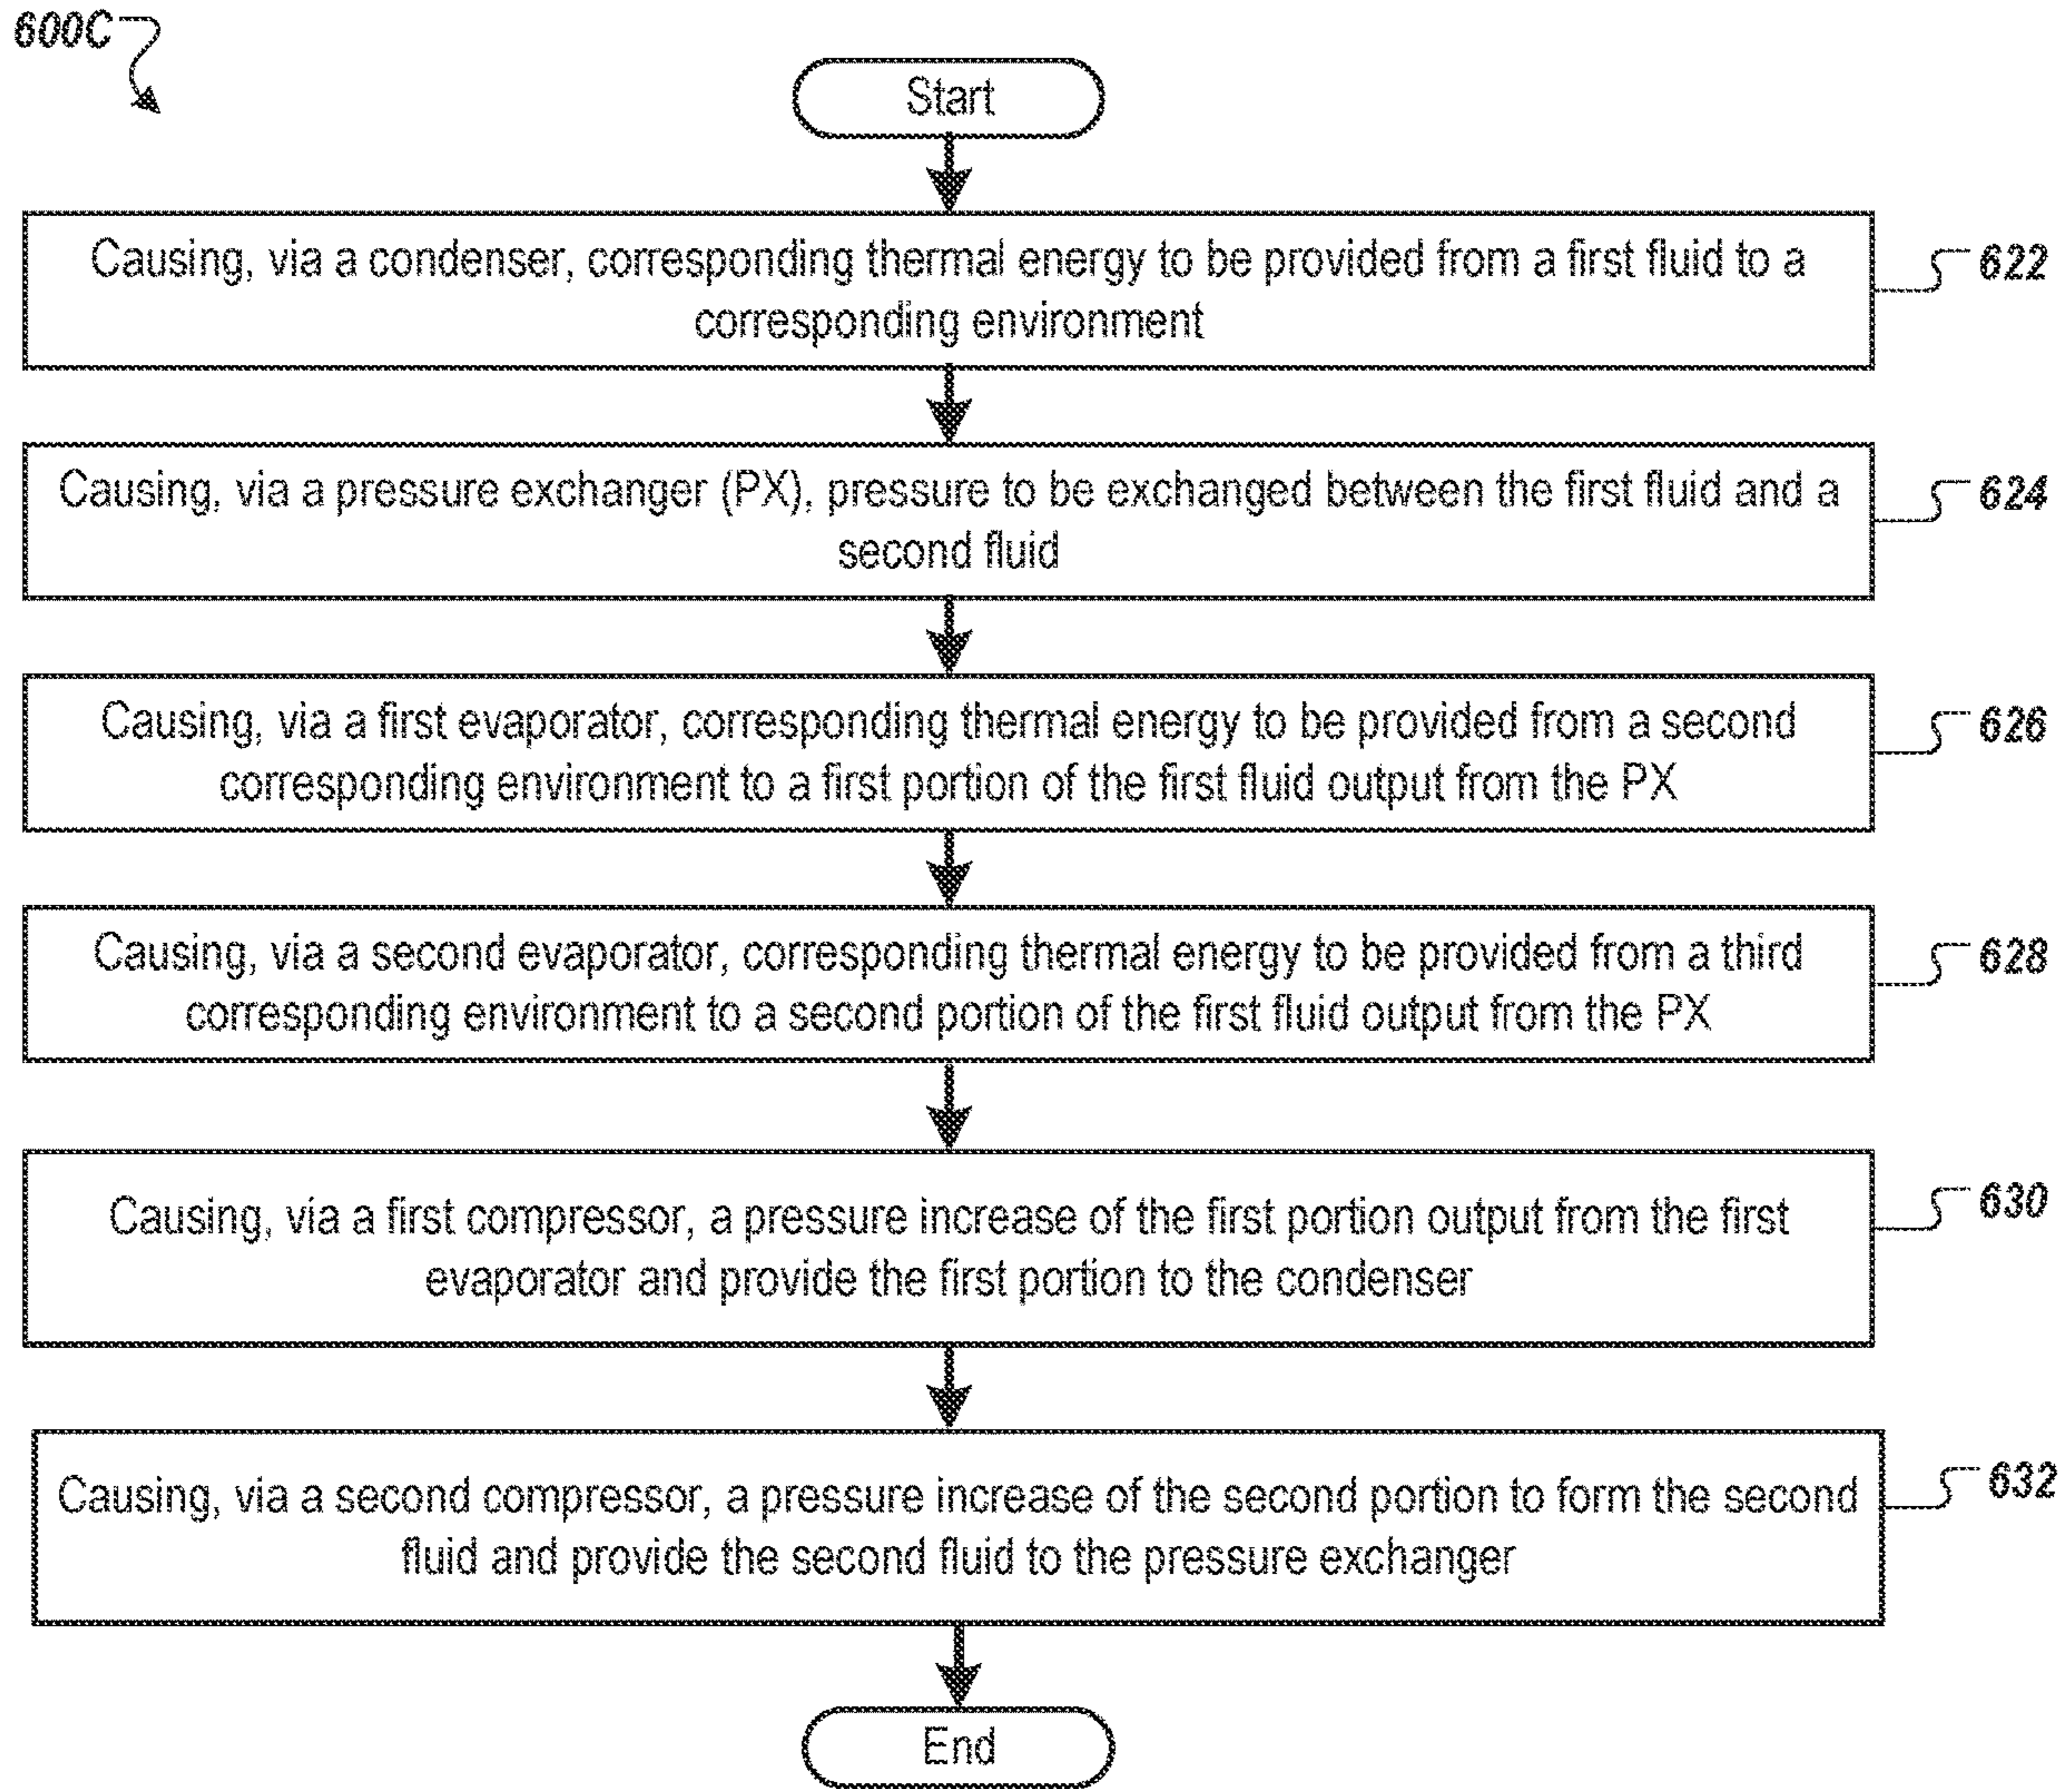 600C
Start
Causing, via a condenser, corresponding thermal energy to be provided from a first fluid to a
corresponding environment
622
Causing, via a pressure exchanger (PX), pressure to be exchanged between the first fluid and a
second fluid
624
Causing, via a first evaporator, corresponding thermal energy to be provided from a second
corresponding environment to a first portion of the first fluid output from the PX
626
Causing, via a second evaporator, corresponding thermal energy to be provided from a third
corresponding environment to a second portion of the first fluid output from the PX
628
Causing, via a first compressor, a pressure increase of the first portion output from the first
evaporator and provide the first portion to the condenser
630
Causing, via a second compressor, a pressure increase of the second portion to form the second
fluid and provide the second fluid to the pressure exchanger
632
End